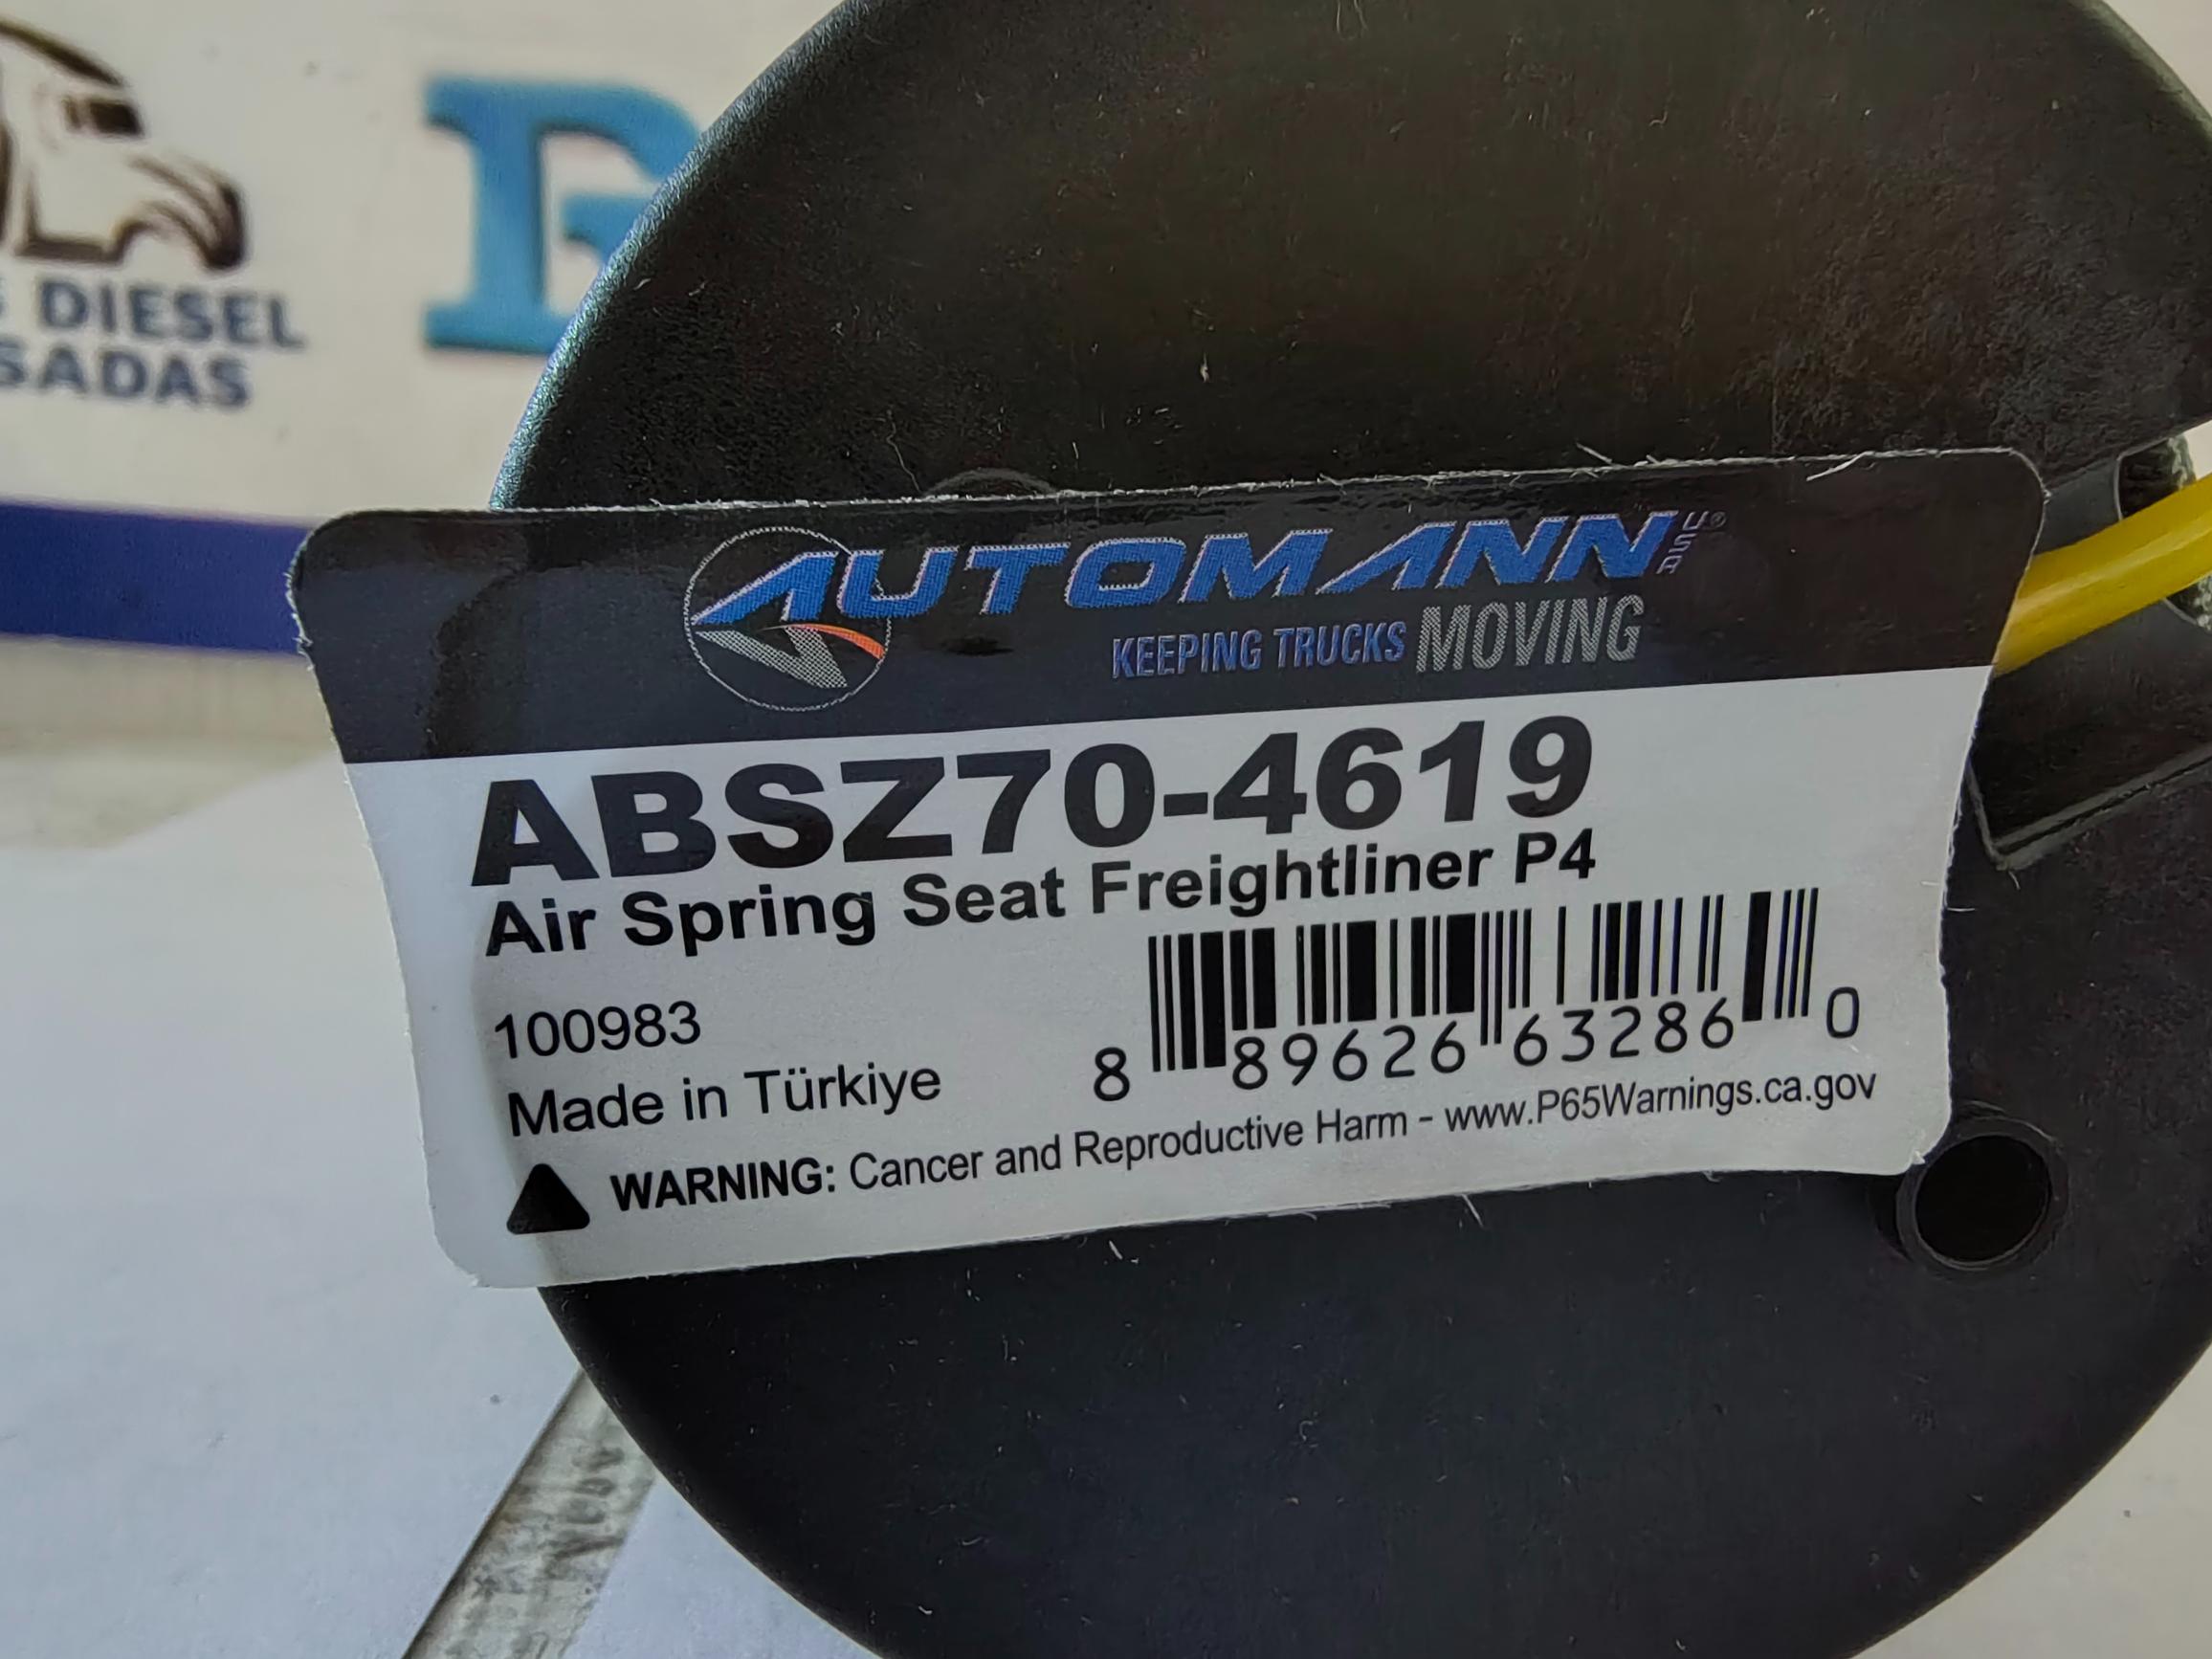 DIESEL
AUTOMANN USA®
KEEPING TRUCKS MOVING
ABSZ70-4619
Air Spring Seat Freightliner P4
100983
Made in Türkiye
8 89626 63286 0
WARNING: Cancer and Reproductive Harm - www.P65Warnings.ca.gov